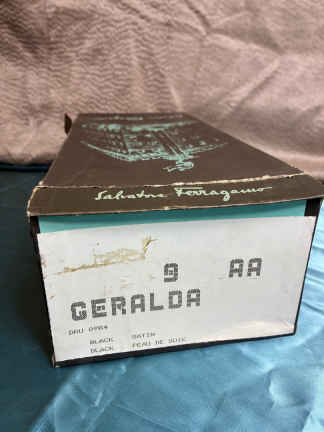 Salvatore Ferragamo
9 AA
GERALDA
DRU 0984
BLACK SATIN
BLACK PEAU DE SOIE